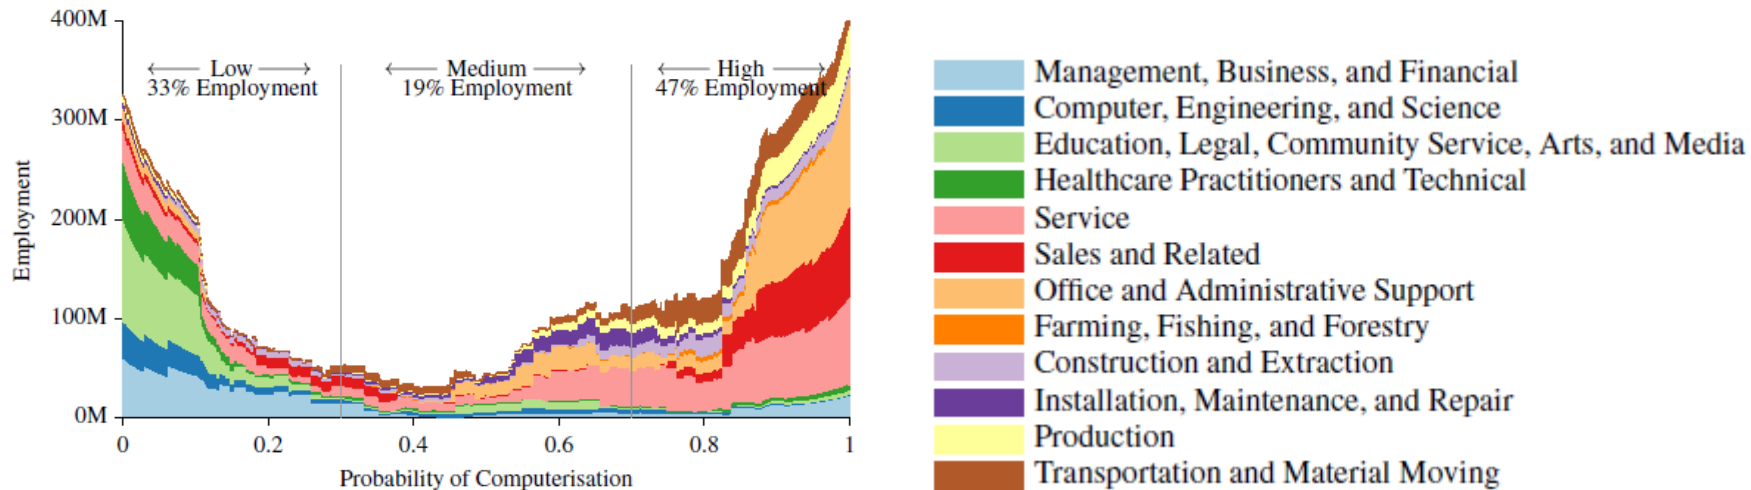 400M
300M
200M
100M
0M
Employment
← Low →
33% Employment
← Medium →
19% Employment
← High →
47% Employment
0
0.2
0.4
0.6
0.8
1
Probability of Computerisation
Management, Business, and Financial
Computer, Engineering, and Science
Education, Legal, Community Service, Arts, and Media
Healthcare Practitioners and Technical
Service
Sales and Related
Office and Administrative Support
Farming, Fishing, and Forestry
Construction and Extraction
Installation, Maintenance, and Repair
Production
Transportation and Material Moving